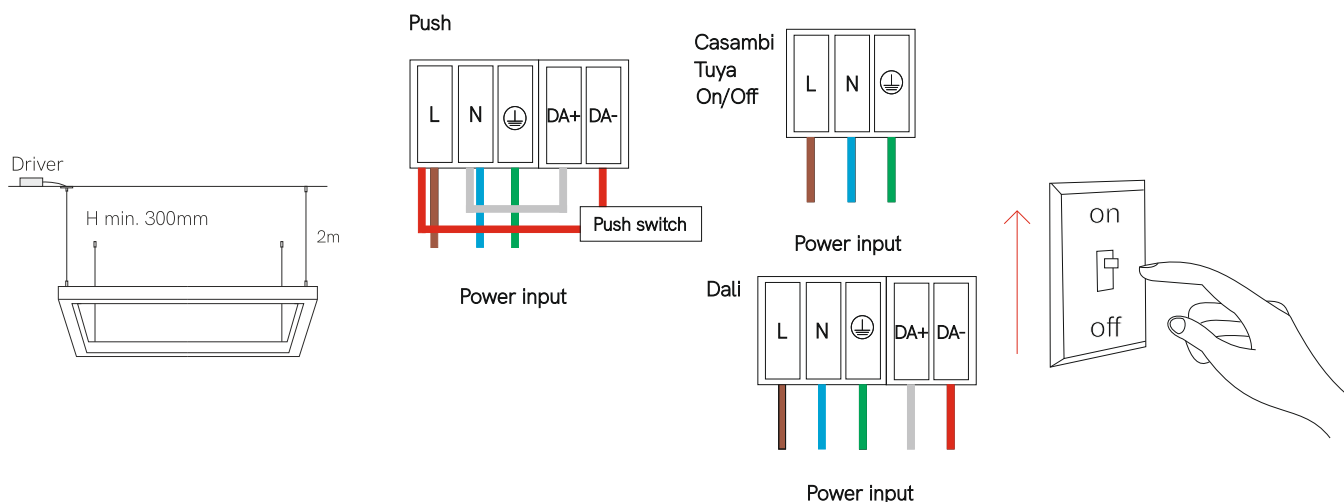 Driver
H min. 300mm
2m
Push
L N DA+ DA-
Push switch
Power input
Casambi
Tuya
On/Off
L N
Power input
Dali
L N DA+ DA-
Power input
on
off